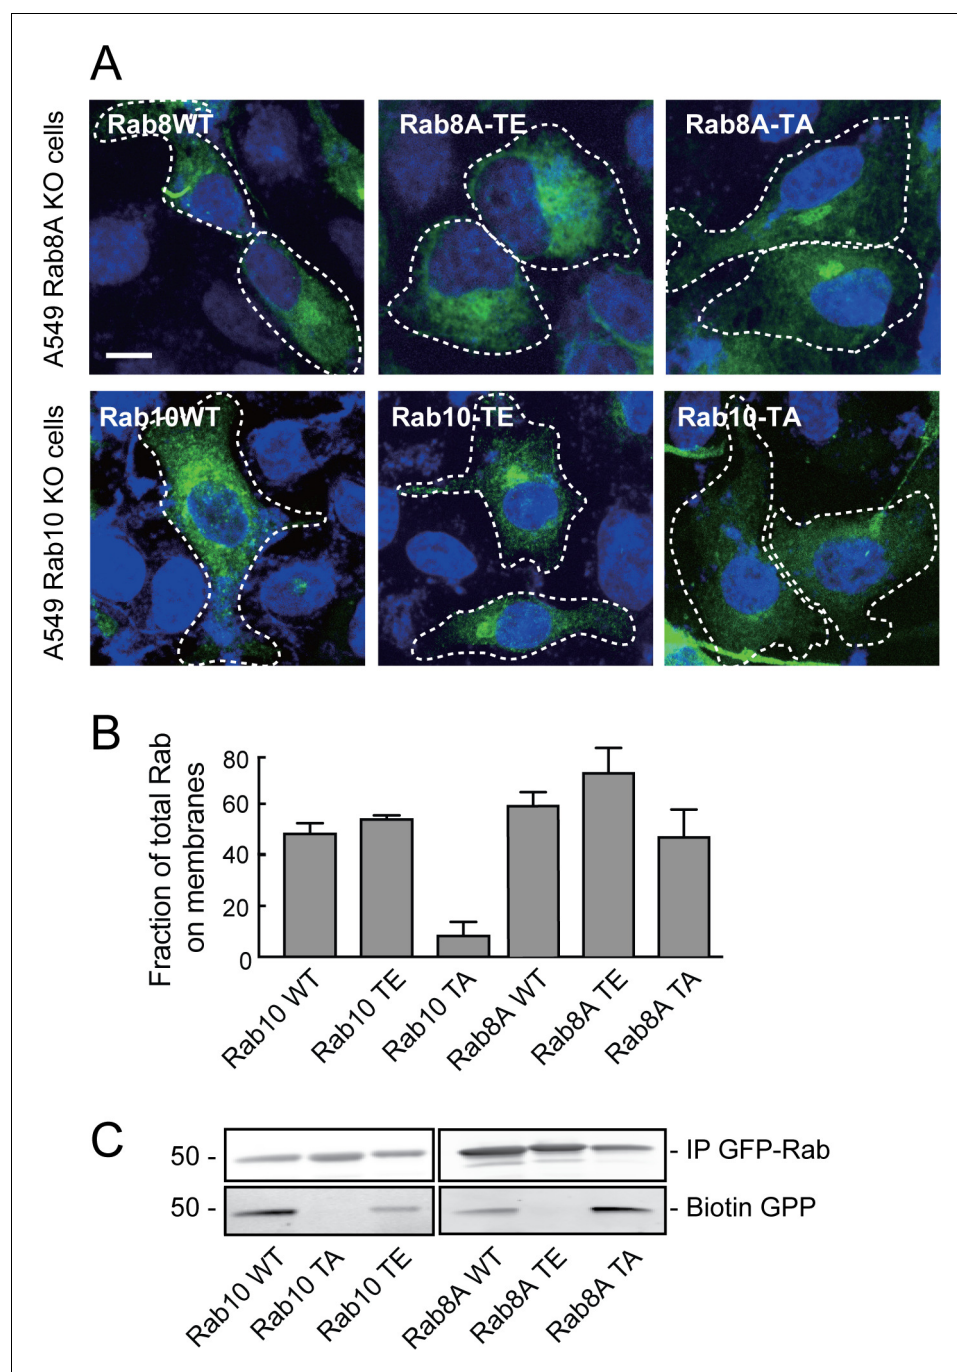 A
A549 Rab8A KO cells
Rab8WT
Rab8A-TE
Rab8A-TA
A549 Rab10 KO cells
Rab10WT
Rab10-TE
Rab10-TA
B
Fraction of total Rab
on membranes
80
60
40
20
0
Rab10 WT
Rab10 TE
Rab10 TA
Rab8A WT
Rab8A TE
Rab8A TA
C
50 -
- IP GFP-Rab
50 -
- Biotin GPP
Rab10 WT
Rab10 TA
Rab10 TE
Rab8A WT
Rab8A TE
Rab8A TA